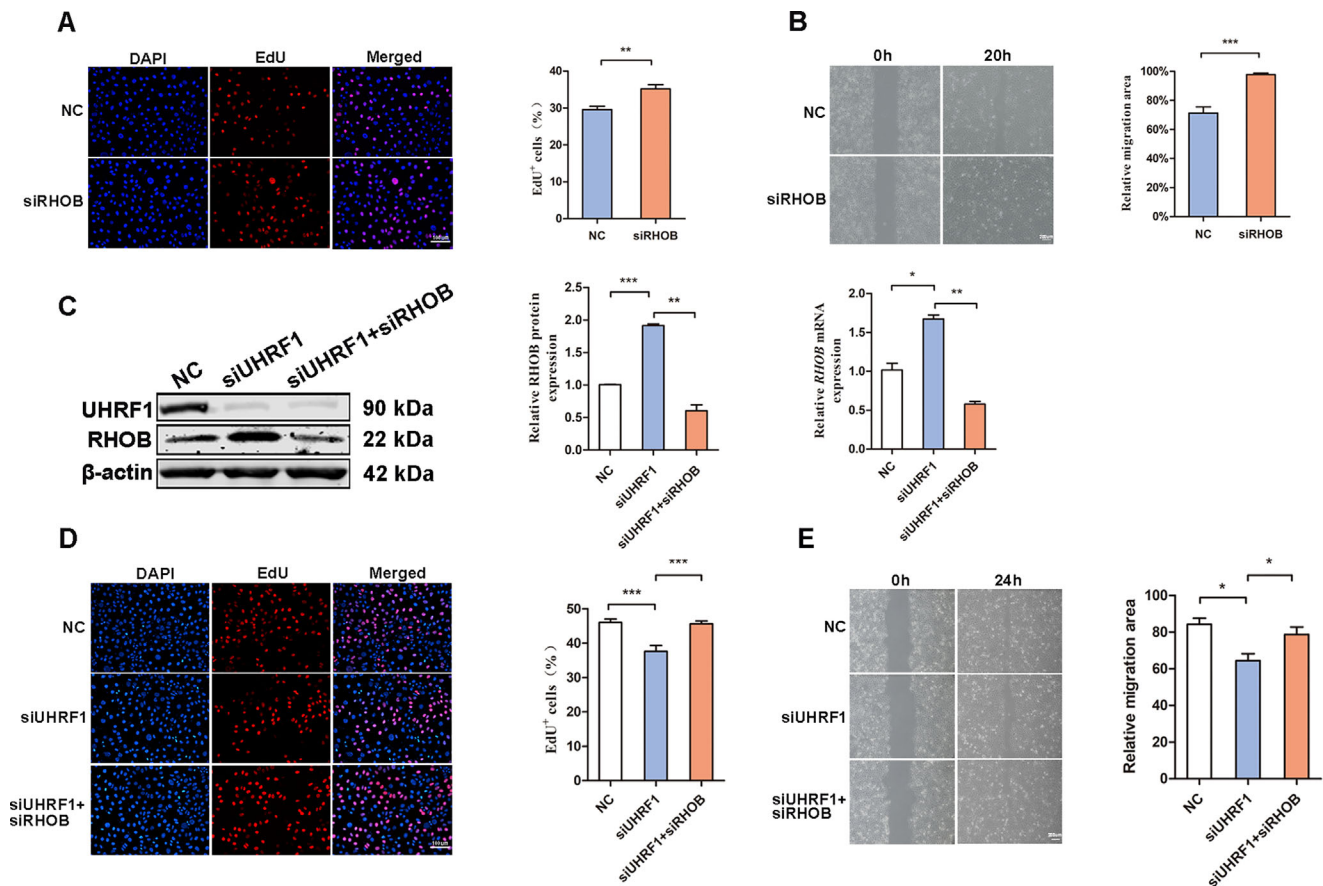 A
DAPI EdU Merged
NC
siRHOB
100μm
**
EdU+ cells (%)
40
30
20
10
0
NC siRHOB
B
0h 20h
NC
siRHOB
***
Relative migration area
100%
80%
60%
40%
20%
0%
NC siRHOB
C
NC siUHRF1 siUHRF1+siRHOB
UHRF1 90 kDa
RHOB 22 kDa
β-actin 42 kDa
*** **
Relative RHOB protein
expression
2.5
2.0
1.5
1.0
0.5
0.0
NC siUHRF1 siUHRF1+siRHOB
* **
Relative RHOB mRNA
expression
2.0
1.5
1.0
0.5
0.0
NC siUHRF1 siUHRF1+siRHOB
D
DAPI EdU Merged
NC
siUHRF1
siUHRF1+
siRHOB
100μm
*** ***
EdU+ cells (%)
50
40
30
20
10
0
NC siUHRF1 siUHRF1+siRHOB
E
0h 24h
NC
siUHRF1
siUHRF1+
siRHOB
* *
Relative migration area
100
80
60
40
20
0
NC siUHRF1 siUHRF1+siRHOB